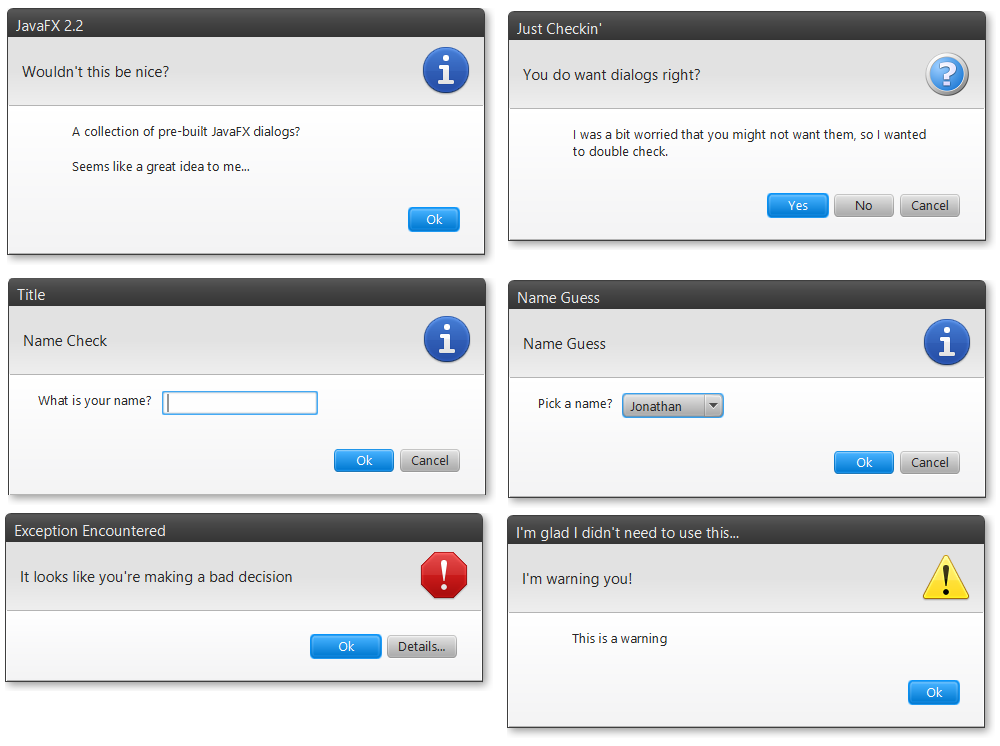 JavaFX 2.2
Wouldn't this be nice?
A collection of pre-built JavaFX dialogs?
Seems like a great idea to me...
Ok
Just Checkin'
You do want dialogs right?
I was a bit worried that you might not want them, so I wanted
to double check.
Yes No Cancel
Title
Name Check
What is your name?
Ok Cancel
Name Guess
Name Guess
Pick a name? Jonathan
Ok Cancel
Exception Encountered
It looks like you're making a bad decision
Ok Details...
I'm glad I didn't need to use this...
I'm warning you!
This is a warning
Ok